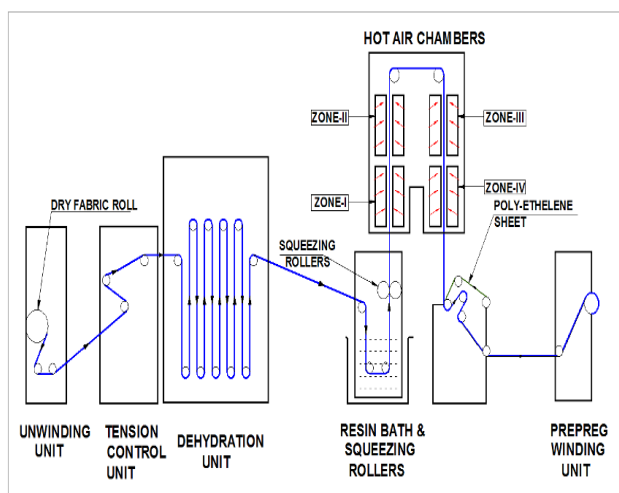 HOT AIR CHAMBERS
ZONE-II
ZONE-III
ZONE-I
ZONE-IV
DRY FABRIC ROLL
SQUEEZING
ROLLERS
POLY-ETHELENE
SHEET
UNWINDING
UNIT
TENSION
CONTROL
UNIT
DEHYDRATION
UNIT
RESIN BATH &
SQUEEZING
ROLLERS
PREPREG
WINDING
UNIT